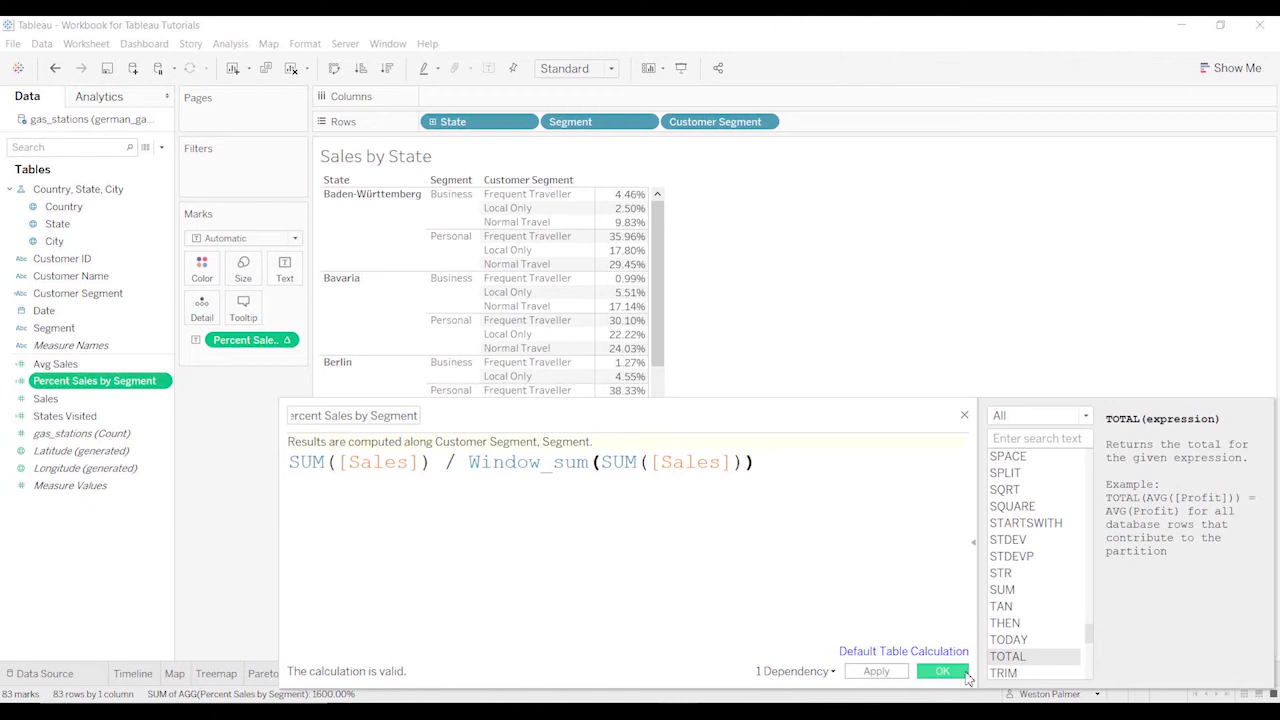 Tableau - Workbook for Tableau Tutorials
File Data Worksheet Dashboard Story Analysis Map Format Server Window Help
Standard
Show Me
Data Analytics
gas_stations (german_ga...
Search
Tables
Country, State, City
Country
State
City
Abc Customer ID
Abc Customer Name
Abc Customer Segment
Date
Abc Segment
Abc Measure Names
Avg Sales
Percent Sales by Segment
Sales
States Visited
gas_stations (Count)
Latitude (generated)
Longitude (generated)
Measure Values
Pages
Filters
Marks
Automatic
Color Size Text
Detail Tooltip
Percent Sale.. Δ
Columns
Rows State Segment Customer Segment
Sales by State
State Segment Customer Segment
Baden-Württemberg Business Frequent Traveller 4.46%
Local Only 2.50%
Normal Travel 9.83%
Personal Frequent Traveller 35.96%
Local Only 17.80%
Normal Travel 29.45%
Bavaria Business Frequent Traveller 0.99%
Local Only 5.51%
Normal Travel 17.14%
Personal Frequent Traveller 30.10%
Local Only 22.22%
Normal Travel 24.03%
Berlin Business Frequent Traveller 1.27%
Local Only 4.55%
Frequent Traveller 38.33%
Personal
ercent Sales by Segment
Results are computed along Customer Segment, Segment.
SUM([Sales]) / Window_sum(SUM([Sales]))
Default Table Calculation
The calculation is valid.
1 Dependency
Apply
OK
All
Enter search text
SPACE
SPLIT
SQRT
SQUARE
STARTSWITH
STDEV
STDEVP
STR
SUM
TAN
THEN
TODAY
TOTAL
TRIM
TOTAL(expression)
Returns the total for
the given expression.
Example:
TOTAL(AVG([Profit])) =
AVG(Profit) for all
database rows that
contribute to the
partition
Data Source Timeline Map Treemap Pareto
83 marks 83 rows by 1 column SUM of AGG(Percent Sales by Segment): 1600.00%
Weston Palmer